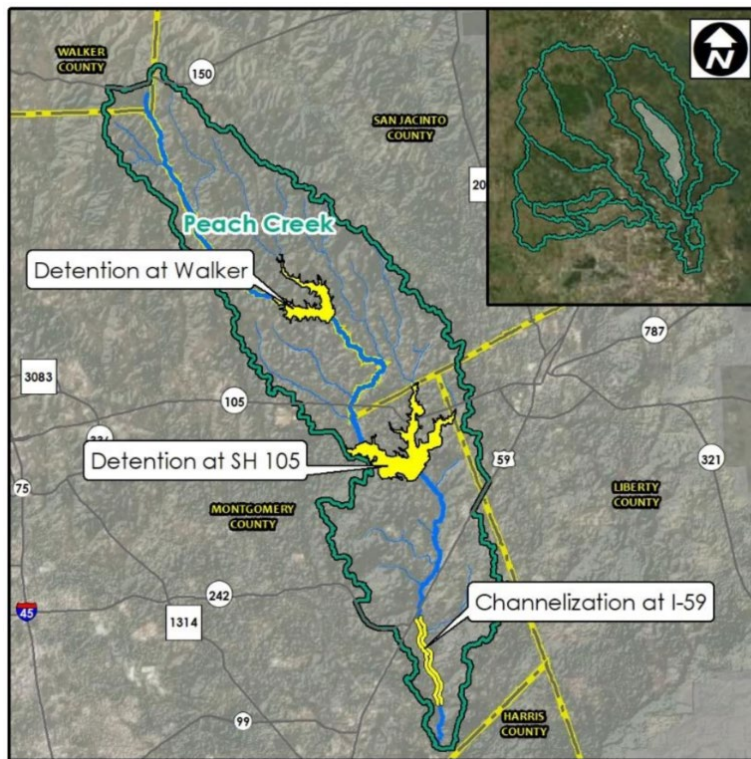 WALKER
COUNTY
150
N
SAN JACINTO
COUNTY
Peach Creek
Detention at Walker
787
3083
105
59
Detention at SH 105
321
75
MONTGOMERY
COUNTY
LIBERTY
COUNTY
Channelization at I-59
242
45
1314
HARRIS
COUNTY
99